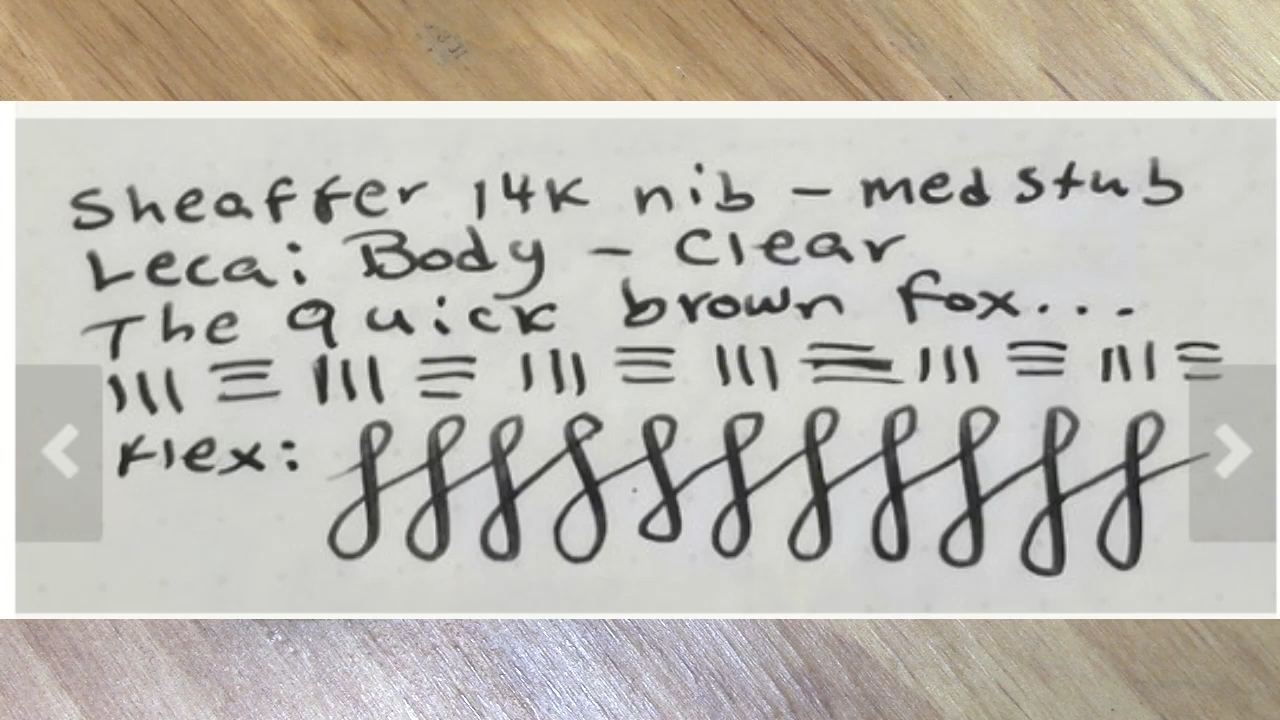 Sheaffer 14K nib - med stub
Leca: Body - Clear
The quick brown fox...
Flex: